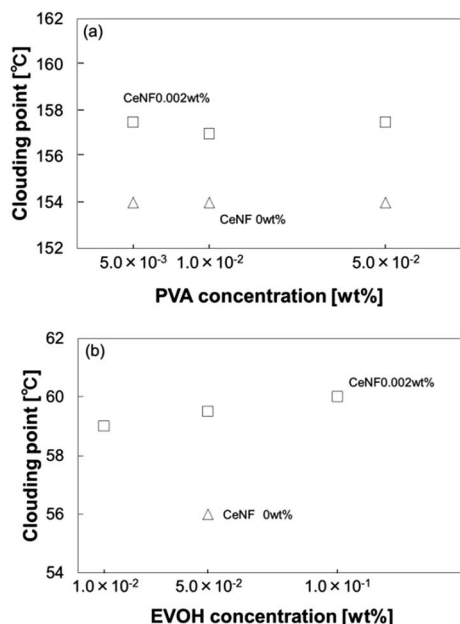 (a)
Clouding point [℃]
162
160
158
156
154
152
CeNF0.002wt%
CeNF 0wt%
5.0 × 10⁻³ 1.0 × 10⁻² 5.0 × 10⁻²
PVA concentration [wt%]
(b)
Clouding point [℃]
62
60
58
56
54
CeNF0.002wt%
CeNF 0wt%
1.0 × 10⁻² 5.0 × 10⁻² 1.0 × 10⁻¹
EVOH concentration [wt%]